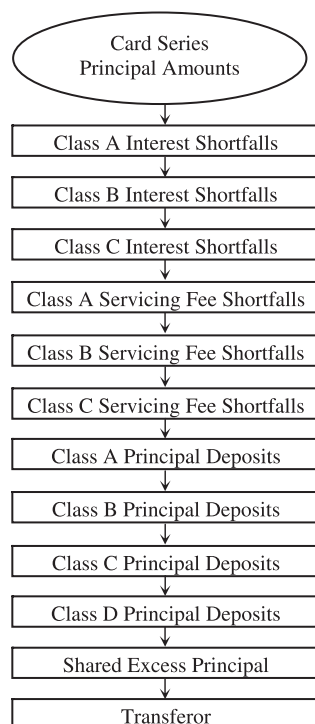 Card Series
Principal Amounts
Class A Interest Shortfalls
Class B Interest Shortfalls
Class C Interest Shortfalls
Class A Servicing Fee Shortfalls
Class B Servicing Fee Shortfalls
Class C Servicing Fee Shortfalls
Class A Principal Deposits
Class B Principal Deposits
Class C Principal Deposits
Class D Principal Deposits
Shared Excess Principal
Transferor